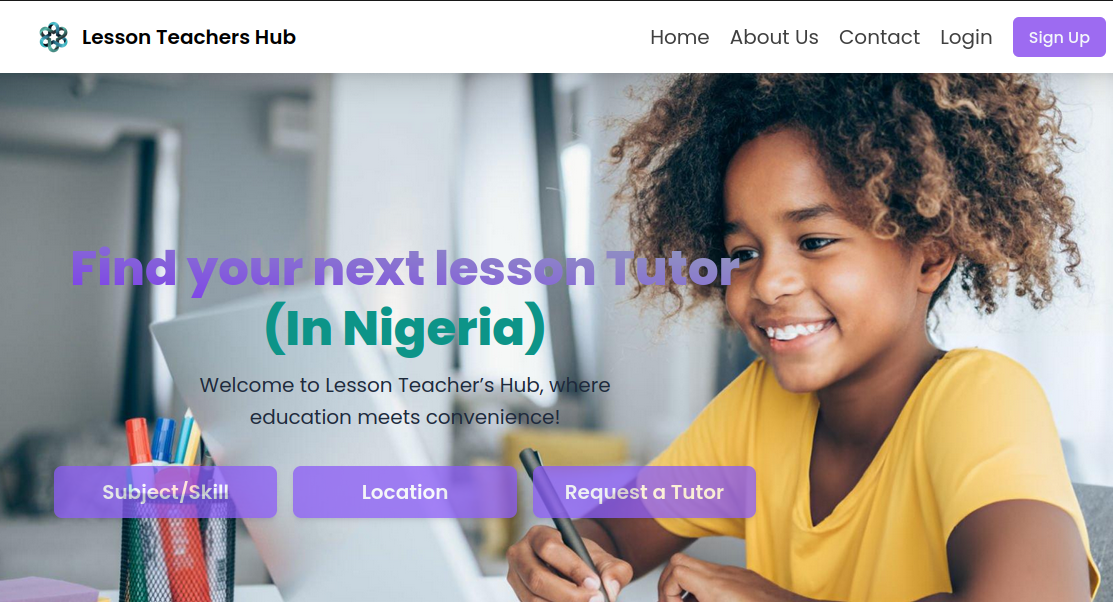 Lesson Teachers Hub
Home About Us Contact Login Sign Up
Find your next lesson Tutor
(In Nigeria)
Welcome to Lesson Teacher’s Hub, where
education meets convenience!
Subject/Skill Location Request a Tutor